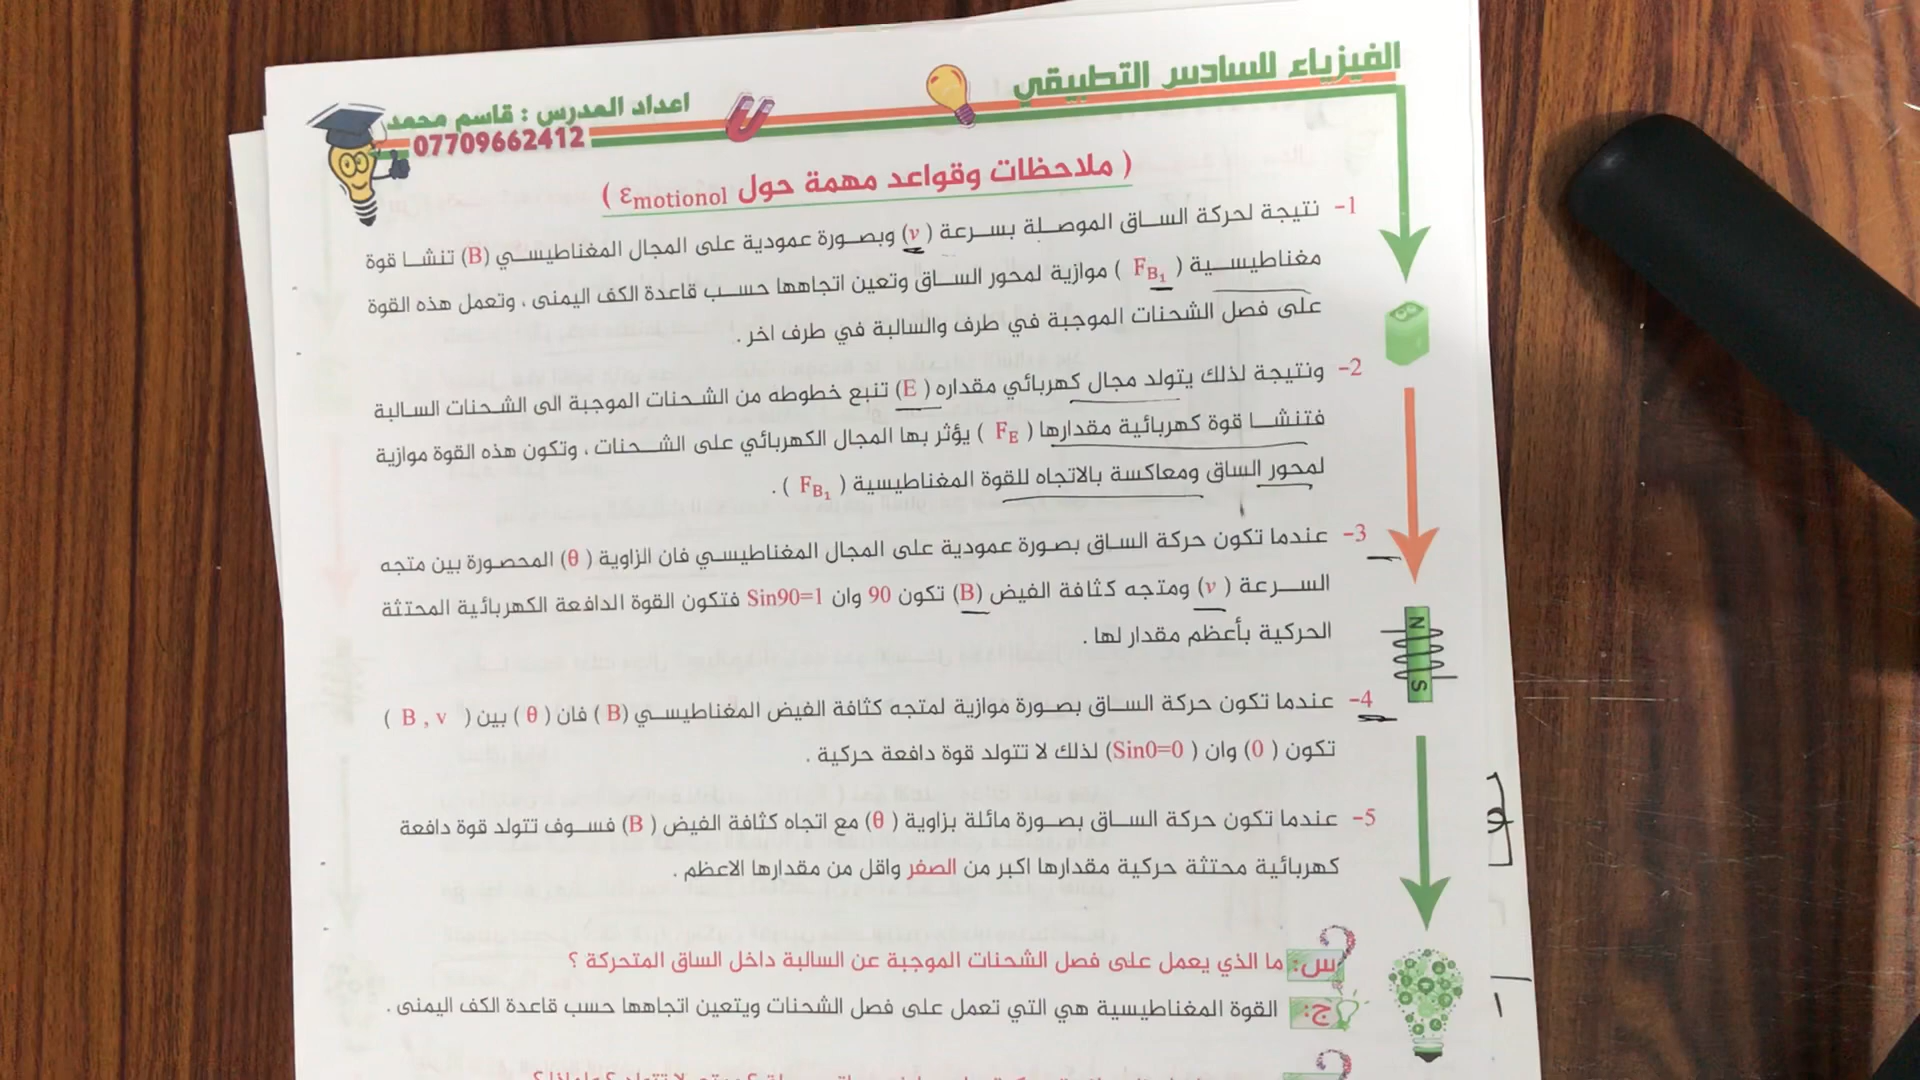 الفيزياء للسادس التطبيقي
اعداد المدرس : قاسم محمد
07709662412
( ملاحظات وقواعد مهمة حول εmotionol )
1- نتيجة لحركة الساق الموصلة بسرعة ( v ) وبصورة عمودية على المجال المغناطيسي (B) تنشا قوة
مغناطيسية ( FB1 ) موازية لمحور الساق وتعين اتجاهها حسب قاعدة الكف اليمنى ، وتعمل هذه القوة
على فصل الشحنات الموجبة في طرف والسالبة في طرف اخر .
2- ونتيجة لذلك يتولد مجال كهربائي مقداره ( E ) تنبع خطوطه من الشحنات الموجبة الى الشحنات السالبة
فتنشا قوة كهربائية مقدارها ( FE ) يؤثر بها المجال الكهربائي على الشحنات ، وتكون هذه القوة موازية
لمحور الساق ومعاكسة بالاتجاه للقوة المغناطيسية ( FB1 ) .
3- عندما تكون حركة الساق بصورة عمودية على المجال المغناطيسي فان الزاوية ( θ ) المحصورة بين متجه
السرعة ( v ) ومتجه كثافة الفيض (B) تكون 90 وان Sin90=1 فتكون القوة الدافعة الكهربائية المحتثة
الحركية بأعظم مقدار لها .
4- عندما تكون حركة الساق بصورة موازية لمتجه كثافة الفيض المغناطيسي (B ) فان ( θ ) بين ( B , v )
تكون ( 0 ) وان ( Sin0=0 ) لذلك لا تتولد قوة دافعة حركية .
5- عندما تكون حركة الساق بصورة مائلة بزاوية ( θ ) مع اتجاه كثافة الفيض ( B ) فسوف تتولد قوة دافعة
كهربائية محتثة حركية مقدارها اكبر من الصفر واقل من مقدارها الاعظم .
س: ما الذي يعمل على فصل الشحنات الموجبة عن السالبة داخل الساق المتحركة ؟
ج: القوة المغناطيسية هي التي تعمل على فصل الشحنات ويتعين اتجاهها حسب قاعدة الكف اليمنى .
N
S